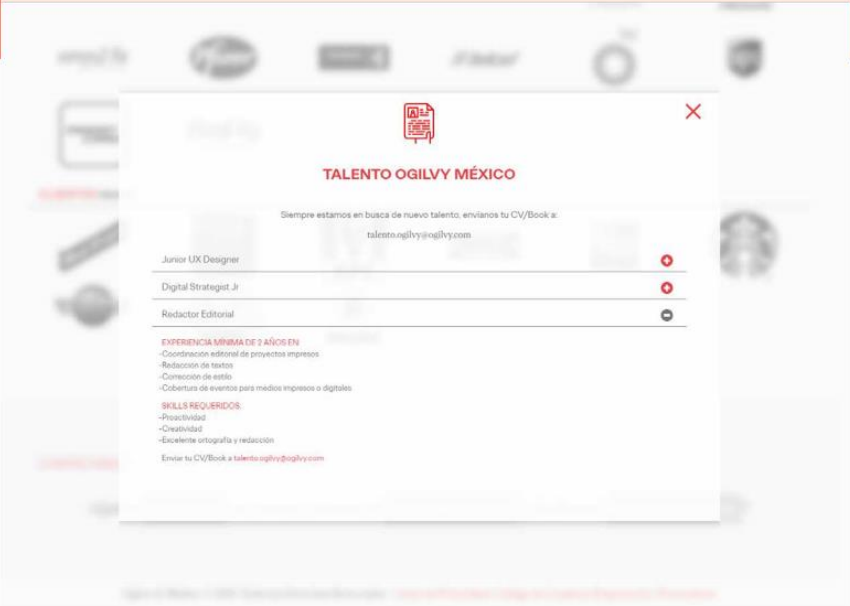 TALENTO OGILVY MÉXICO
Siempre estamos en busca de nuevo talento, envíanos tu CV/Book a:
talento.ogilvy@ogilvy.com
Junior UX Designer
Digital Strategist Jr
Redactor Editorial
EXPERIENCIA MÍNIMA DE 2 AÑOS EN:
-Coordinación editorial de proyectos impresos
-Redacción de textos
-Corrección de estilo
-Cobertura de eventos para medios impresos o digitales
SKILLS REQUERIDOS:
-Proactividad
-Creatividad
-Excelente ortografía y redacción
Enviar tu CV/Book a talento.ogilvy@ogilvy.com